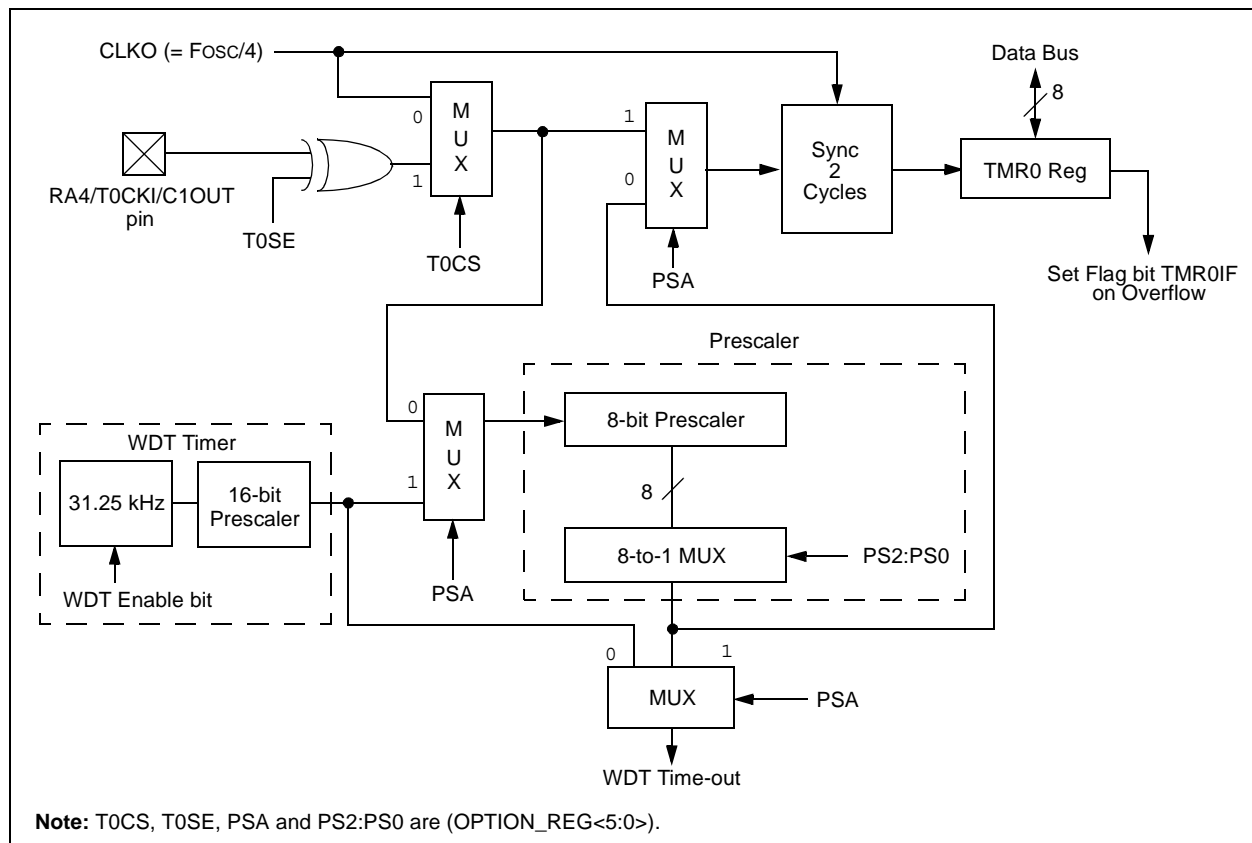 CLKO (= FOSC/4)
Data Bus
8
M
U
X
0
1
T0CS
RA4/T0CKI/C1OUT
pin
T0SE
1
0
M
U
X
PSA
Sync
2
Cycles
TMR0 Reg
Set Flag bit TMR0IF
on Overflow
Prescaler
0
1
M
U
X
PSA
8-bit Prescaler
8
8-to-1 MUX
PS2:PS0
WDT Timer
31.25 kHz
16-bit
Prescaler
WDT Enable bit
0
1
MUX
PSA
WDT Time-out
Note: T0CS, T0SE, PSA and PS2:PS0 are (OPTION_REG<5:0>).